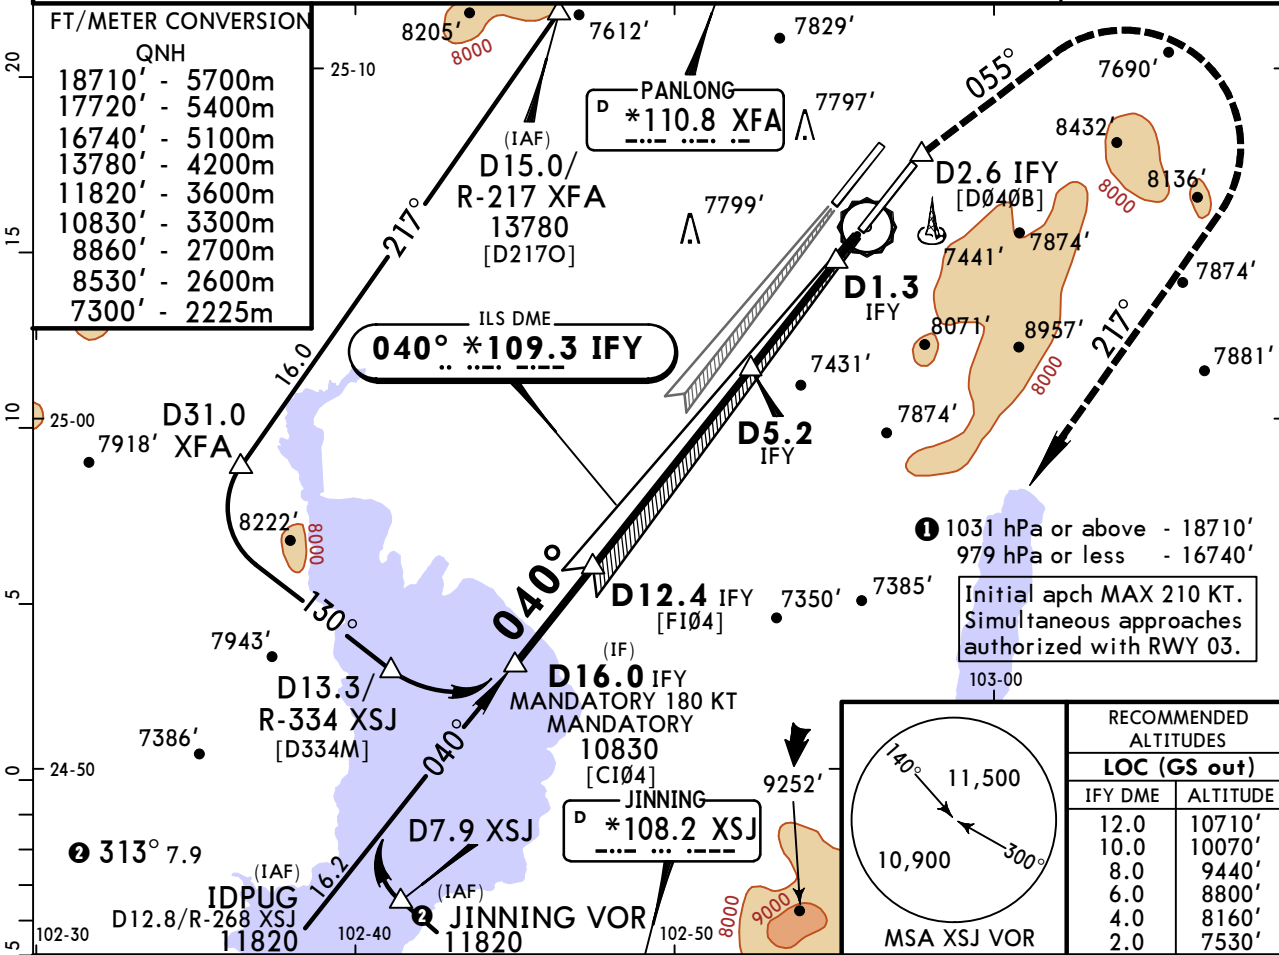 FT/METER CONVERSION
QNH
18710' - 5700m
17720' - 5400m
16740' - 5100m
13780' - 4200m
11820' - 3600m
10830' - 3300m
8860' - 2700m
8530' - 2600m
7300' - 2225m
8205'
8000
7612'
7829'
25-10
20
15
10
5
0
5
PANLONG
D *110.8 XFA
7797'
7799'
055°
7690'
8432'
8000
8136'
(IAF)
D15.0/
R-217 XFA
13780
[D217O]
217°
16.0
D2.6 IFY
[DØ40B]
7441'
7874'
7874'
217°
D1.3
IFY
ILS DME
040° *109.3 IFY
8071'
8957'
8000
7881'
7431'
7874'
D5.2
IFY
25-00
D31.0
XFA
7918'
8222'
8000
130°
040°
D12.4 IFY
[FIØ4]
7350'
7385'
❶ 1031 hPa or above - 18710'
979 hPa or less - 16740'
Initial apch MAX 210 KT.
Simultaneous approaches
authorized with RWY 03.
103-00
7943'
D13.3/
R-334 XSJ
[D334M]
(IF)
D16.0 IFY
MANDATORY 180 KT
MANDATORY
10830
[CIØ4]
7386'
24-50
040°
9252'
JINNING
D *108.2 XSJ
D7.9 XSJ
❷ 313° 7.9
16.2
(IAF)
IDPUG
D12.8/R-268 XSJ
11820
(IAF)
❷ JINNING VOR
11820
102-30
102-40
102-50
8000
9000
140°
11,500
10,900
300°
MSA XSJ VOR
RECOMMENDED
ALTITUDES
LOC (GS out)
IFY DME ALTITUDE
12.0 10710'
10.0 10070'
8.0 9440'
6.0 8800'
4.0 8160'
2.0 7530'